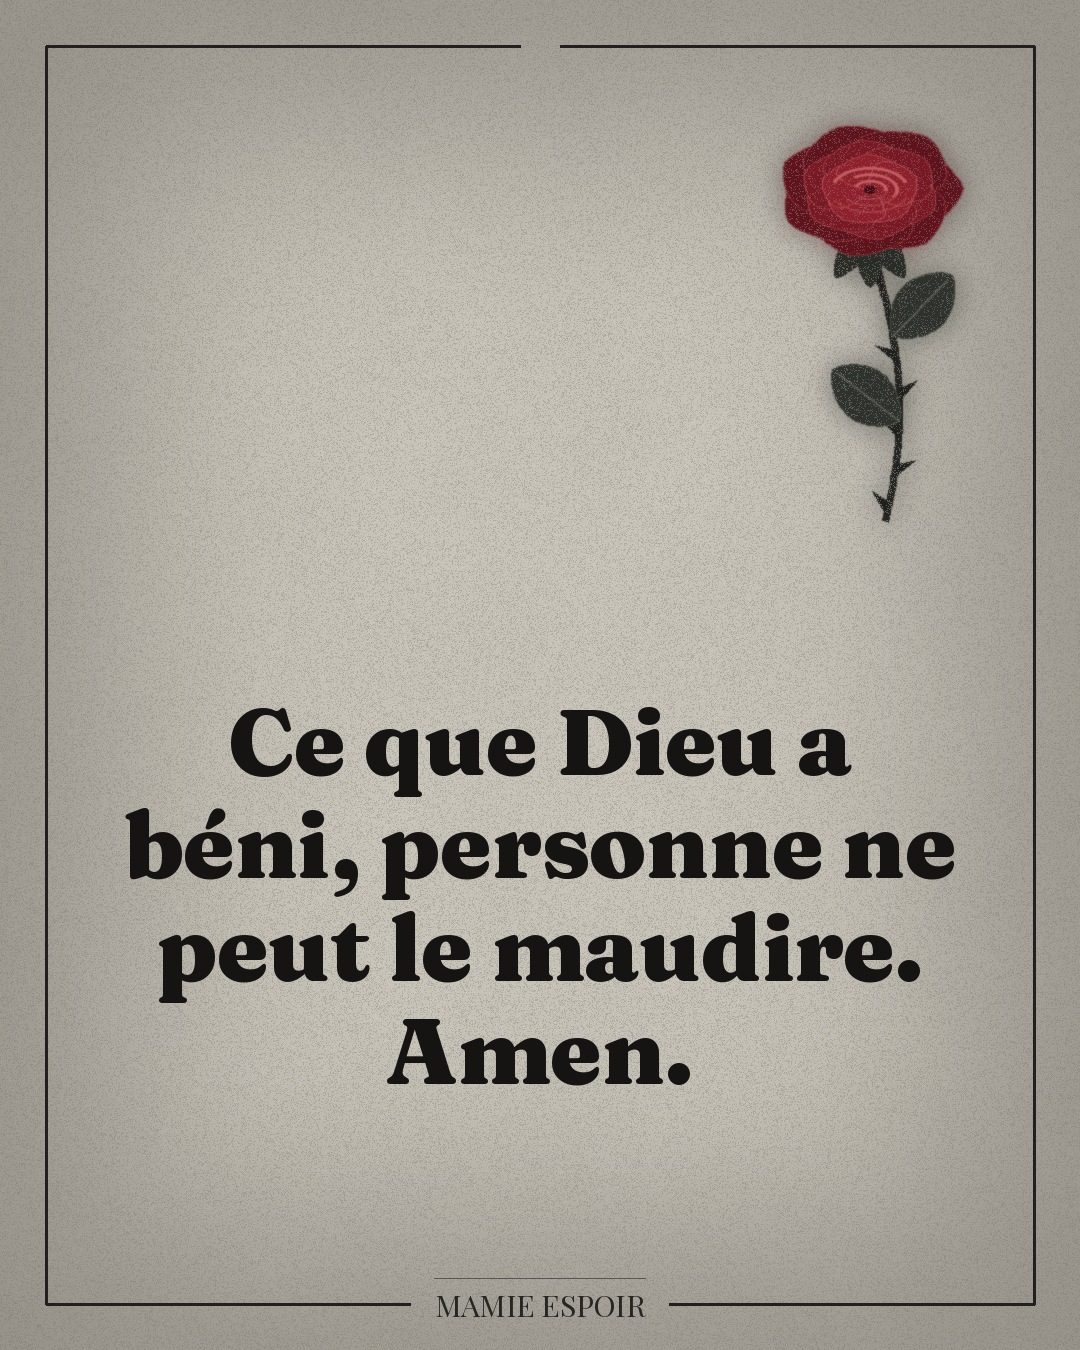 Ce que Dieu a
béni, personne ne
peut le maudire.
Amen.
MAMIE ESPOIR